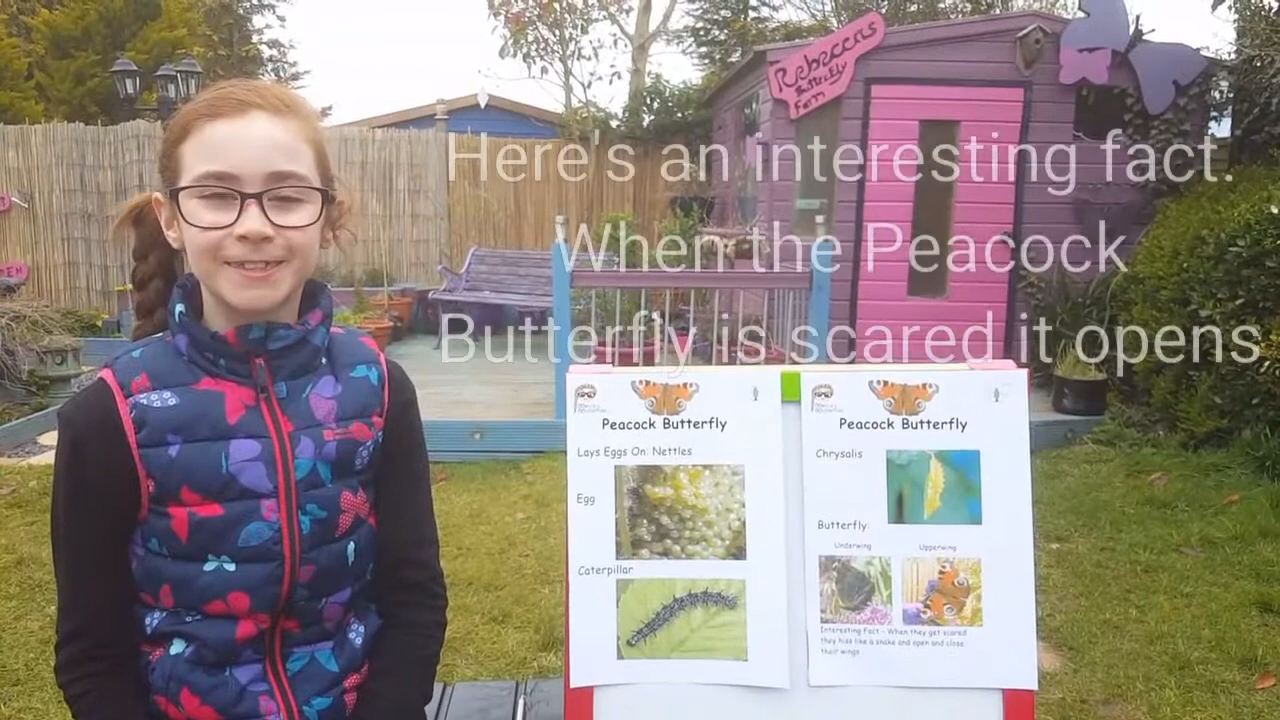 Rebecca's
Butterfly
Farm
Here's an interesting fact.
When the Peacock
Butterfly is scared it opens
Peacock Butterfly
Lays Eggs On: Nettles
Egg
Caterpillar
Peacock Butterfly
Chrysalis
Butterfly:
Underwing
Upperwing
Interesting Fact - When they get scared
they hiss like a snake and open and close
their wings